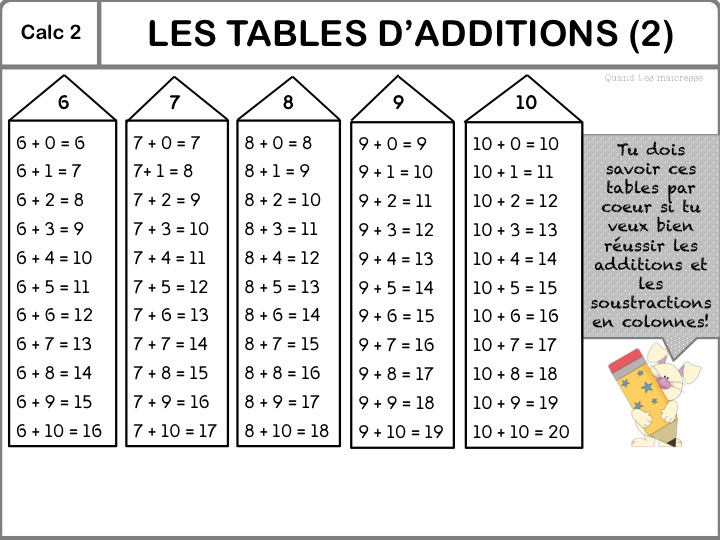 Calc 2
LES TABLES D’ADDITIONS (2)
Quand t es maicresse
6
6 + 0 = 6
6 + 1 = 7
6 + 2 = 8
6 + 3 = 9
6 + 4 = 10
6 + 5 = 11
6 + 6 = 12
6 + 7 = 13
6 + 8 = 14
6 + 9 = 15
6 + 10 = 16
7
7 + 0 = 7
7+ 1 = 8
7 + 2 = 9
7 + 3 = 10
7 + 4 = 11
7 + 5 = 12
7 + 6 = 13
7 + 7 = 14
7 + 8 = 15
7 + 9 = 16
7 + 10 = 17
8
8 + 0 = 8
8 + 1 = 9
8 + 2 = 10
8 + 3 = 11
8 + 4 = 12
8 + 5 = 13
8 + 6 = 14
8 + 7 = 15
8 + 8 = 16
8 + 9 = 17
8 + 10 = 18
9
9 + 0 = 9
9 + 1 = 10
9 + 2 = 11
9 + 3 = 12
9 + 4 = 13
9 + 5 = 14
9 + 6 = 15
9 + 7 = 16
9 + 8 = 17
9 + 9 = 18
9 + 10 = 19
10
10 + 0 = 10
10 + 1 = 11
10 + 2 = 12
10 + 3 = 13
10 + 4 = 14
10 + 5 = 15
10 + 6 = 16
10 + 7 = 17
10 + 8 = 18
10 + 9 = 19
10 + 10 = 20
Tu dois
savoir ces
tables par
coeur si tu
veux bien
réussir les
additions et
les
soustractions
en colonnes!